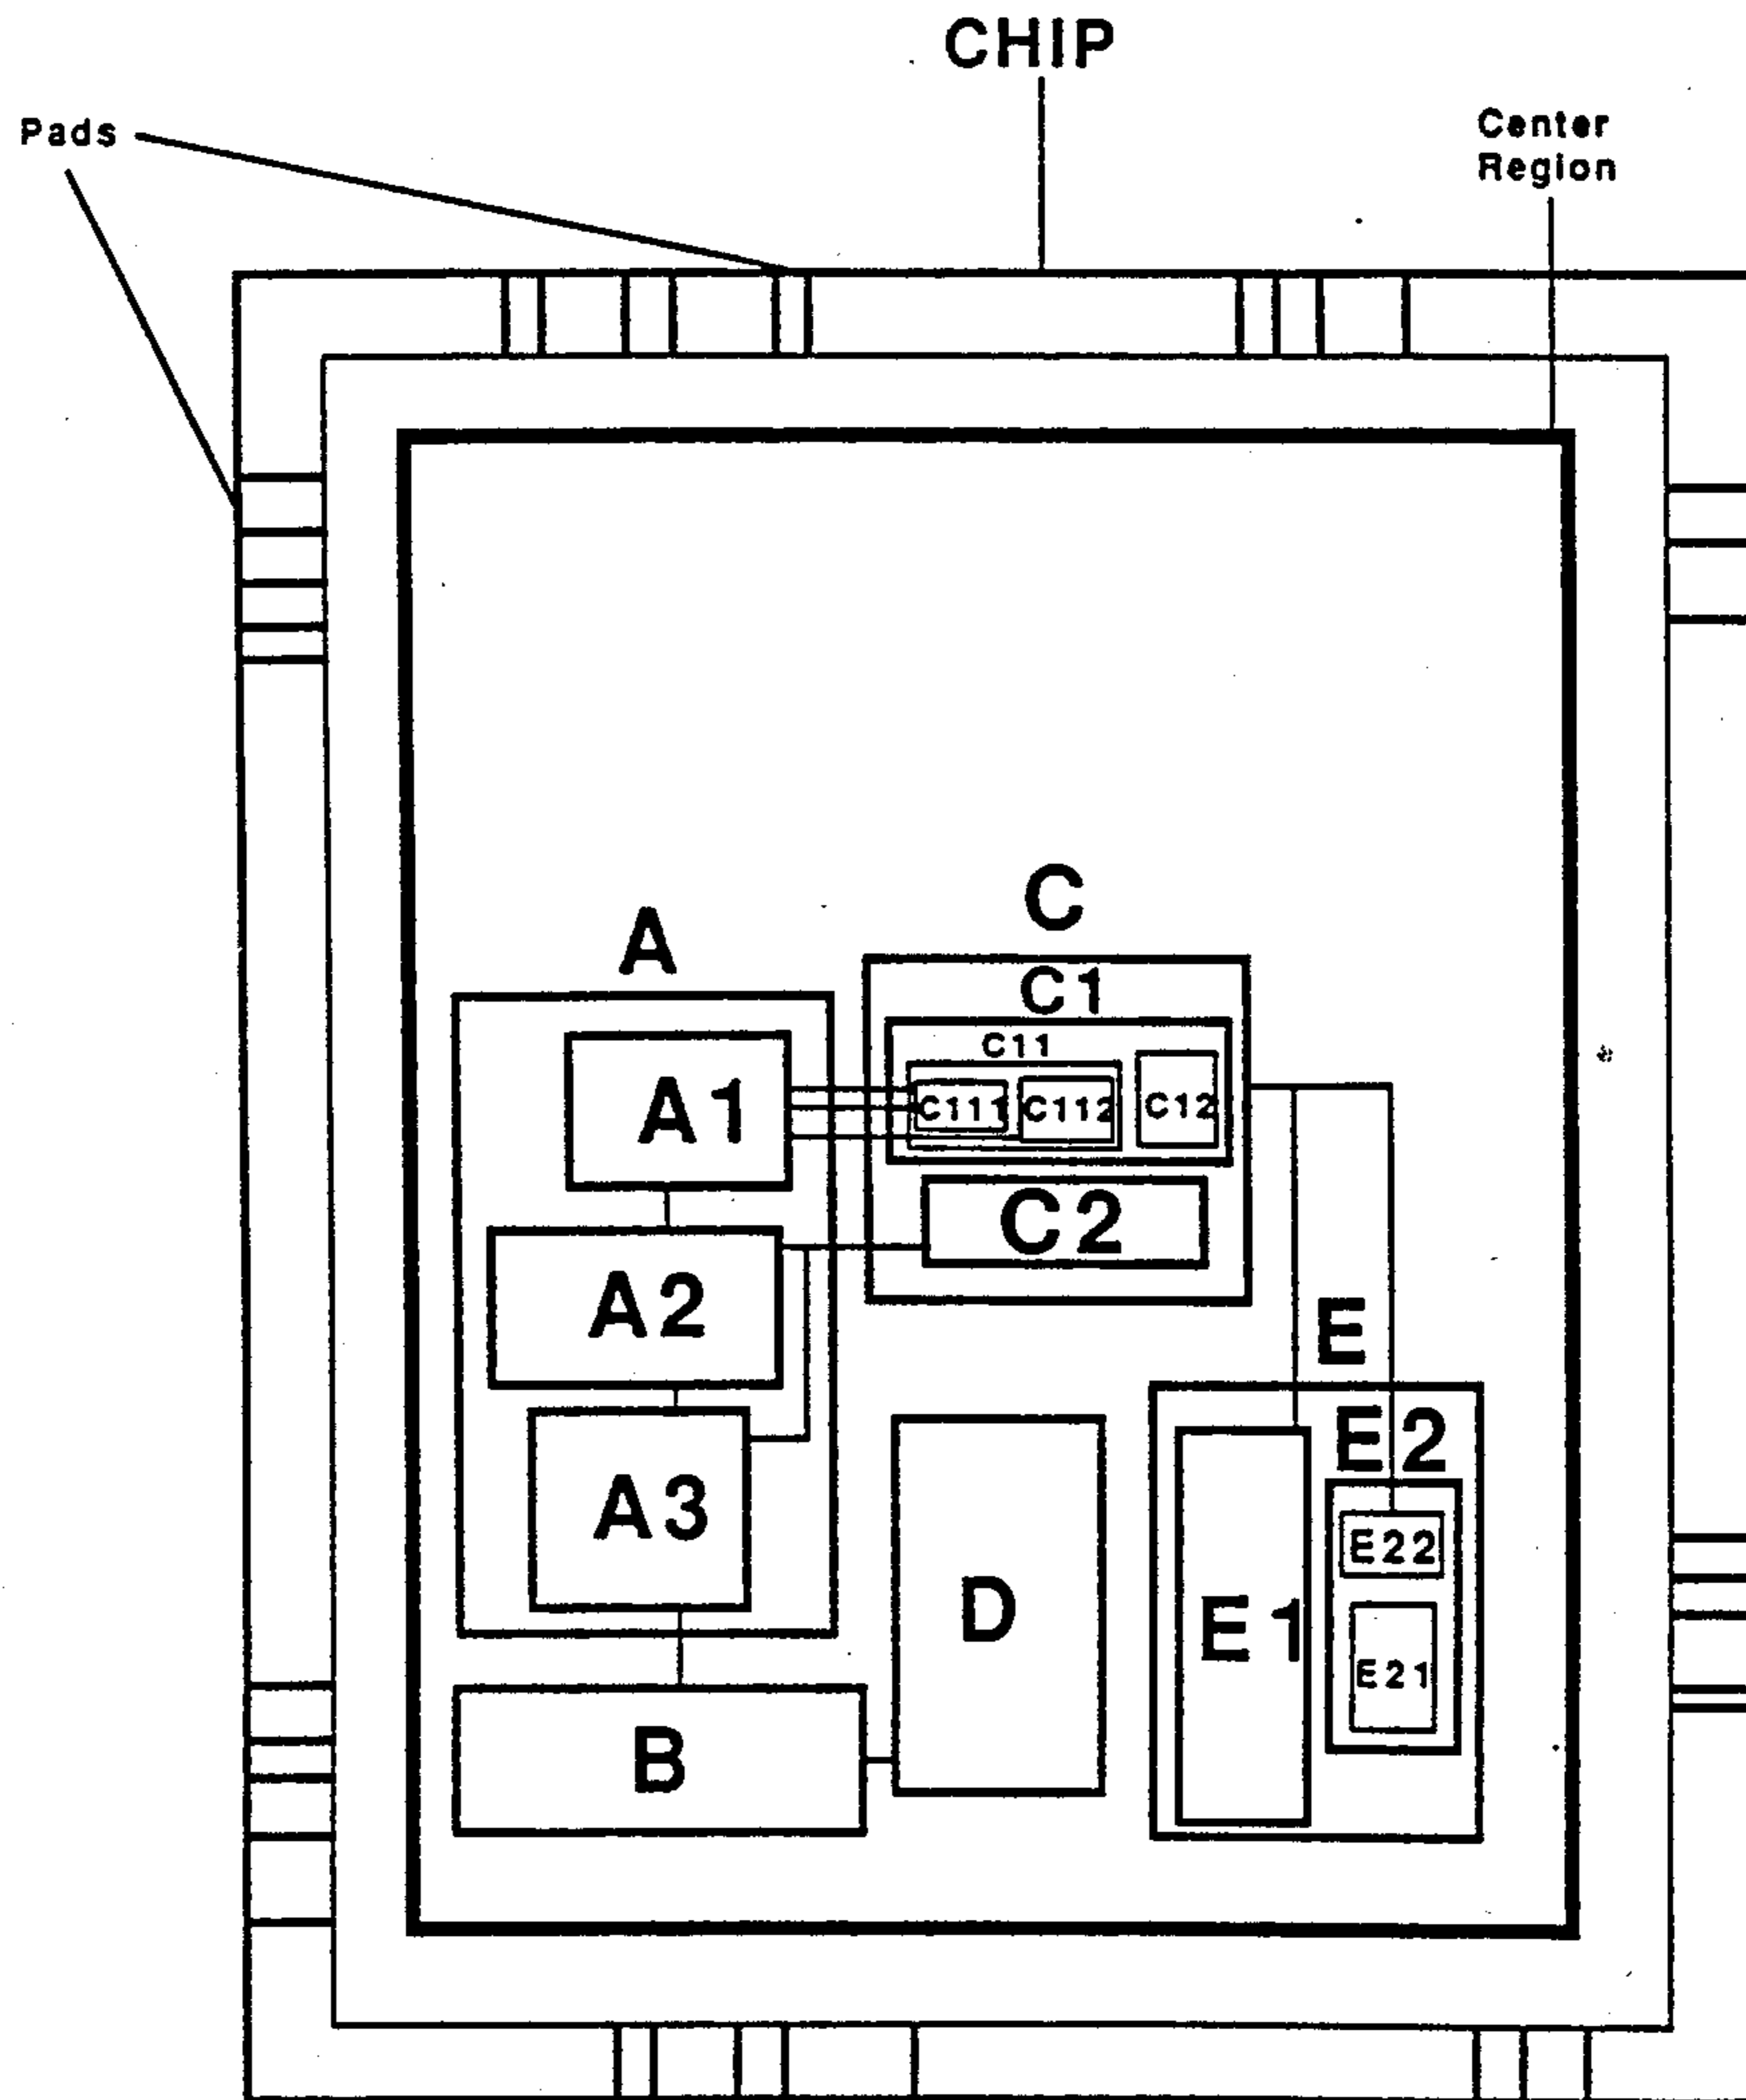 CHIP
Pads
Center
Region
C
A
C1
C11
A1
C111
C112
C12
C2
A2
E
E2
A3
E22
D
E1
E21
B